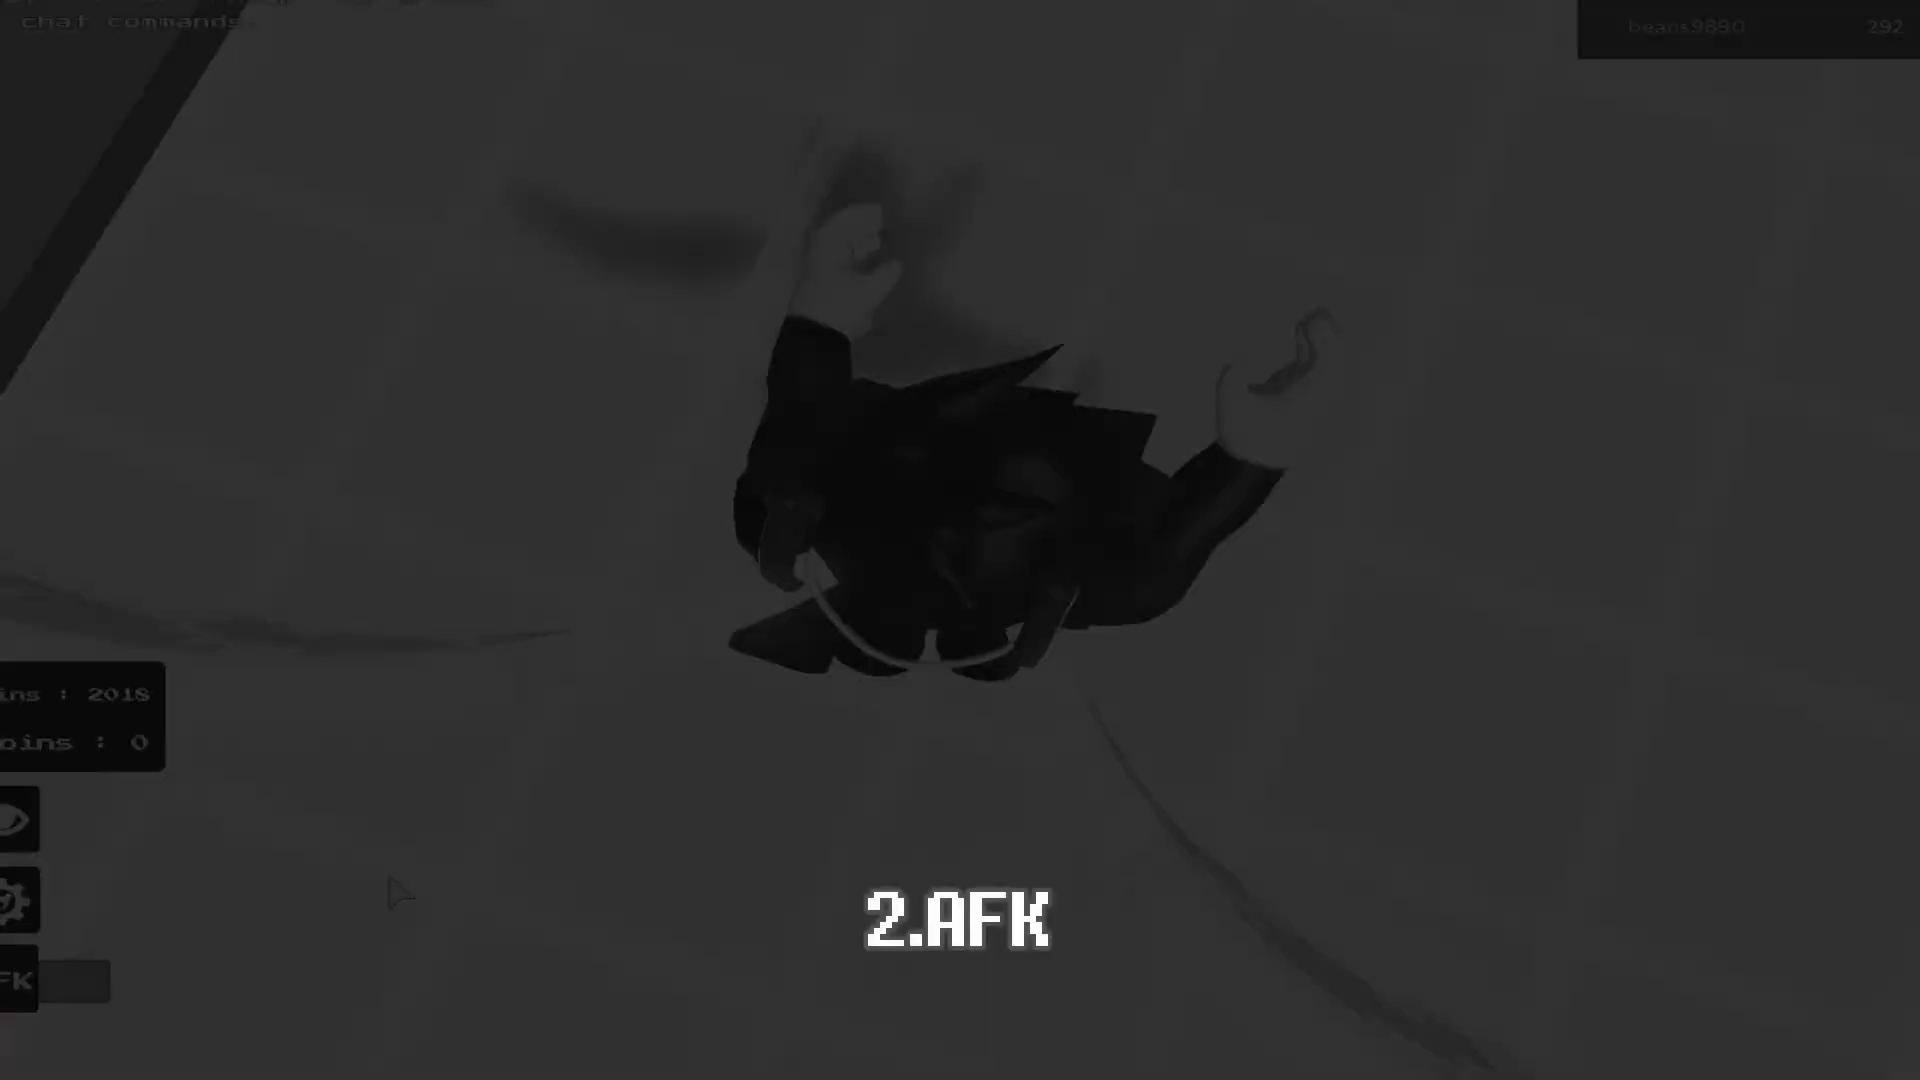 chat commands.
beans9890 292
ins : 2018
oins : 0
FK
2.AFK